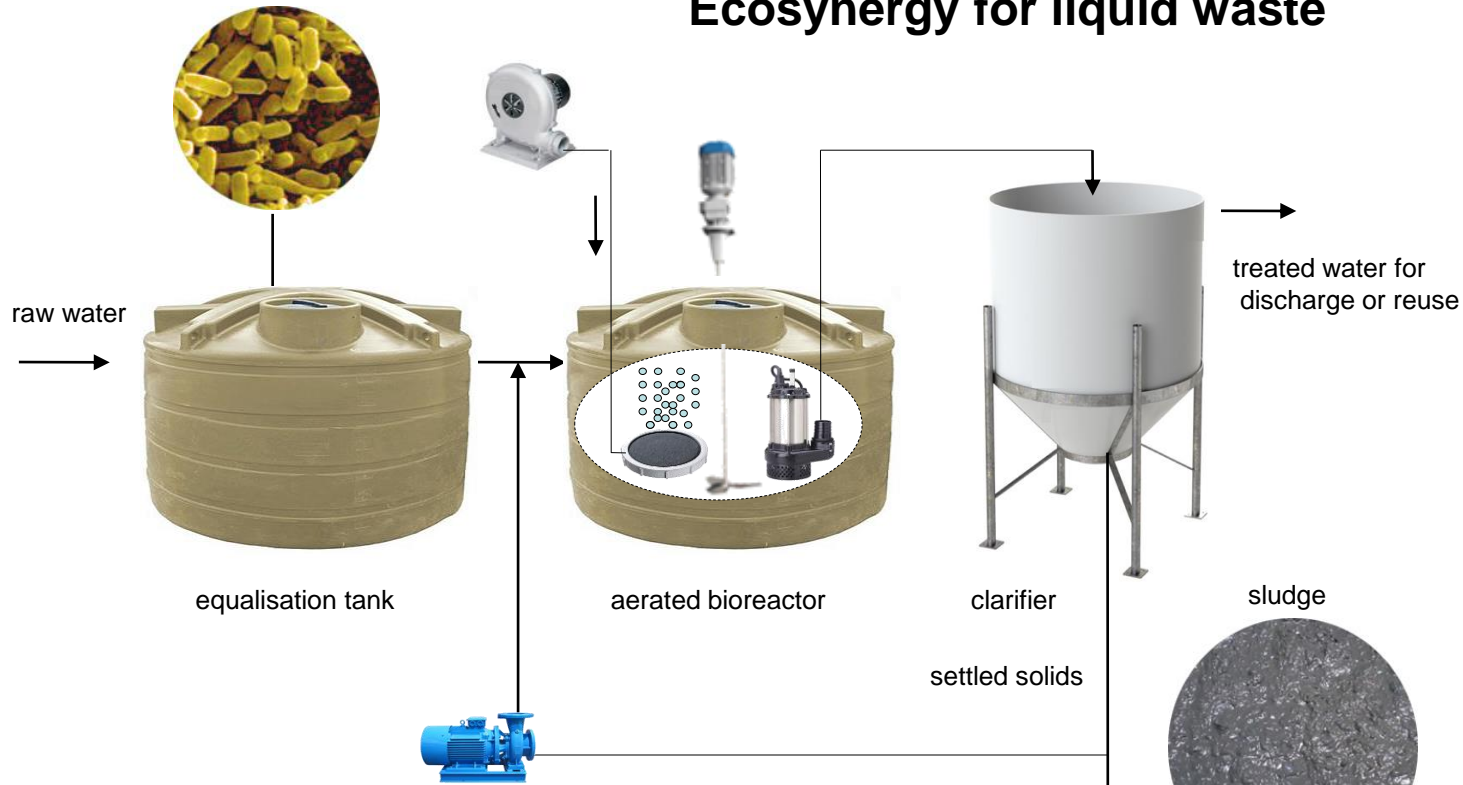 Ecosynergy for liquid waste
raw water
treated water for
discharge or reuse
equalisation tank
aerated bioreactor
clarifier
sludge
settled solids